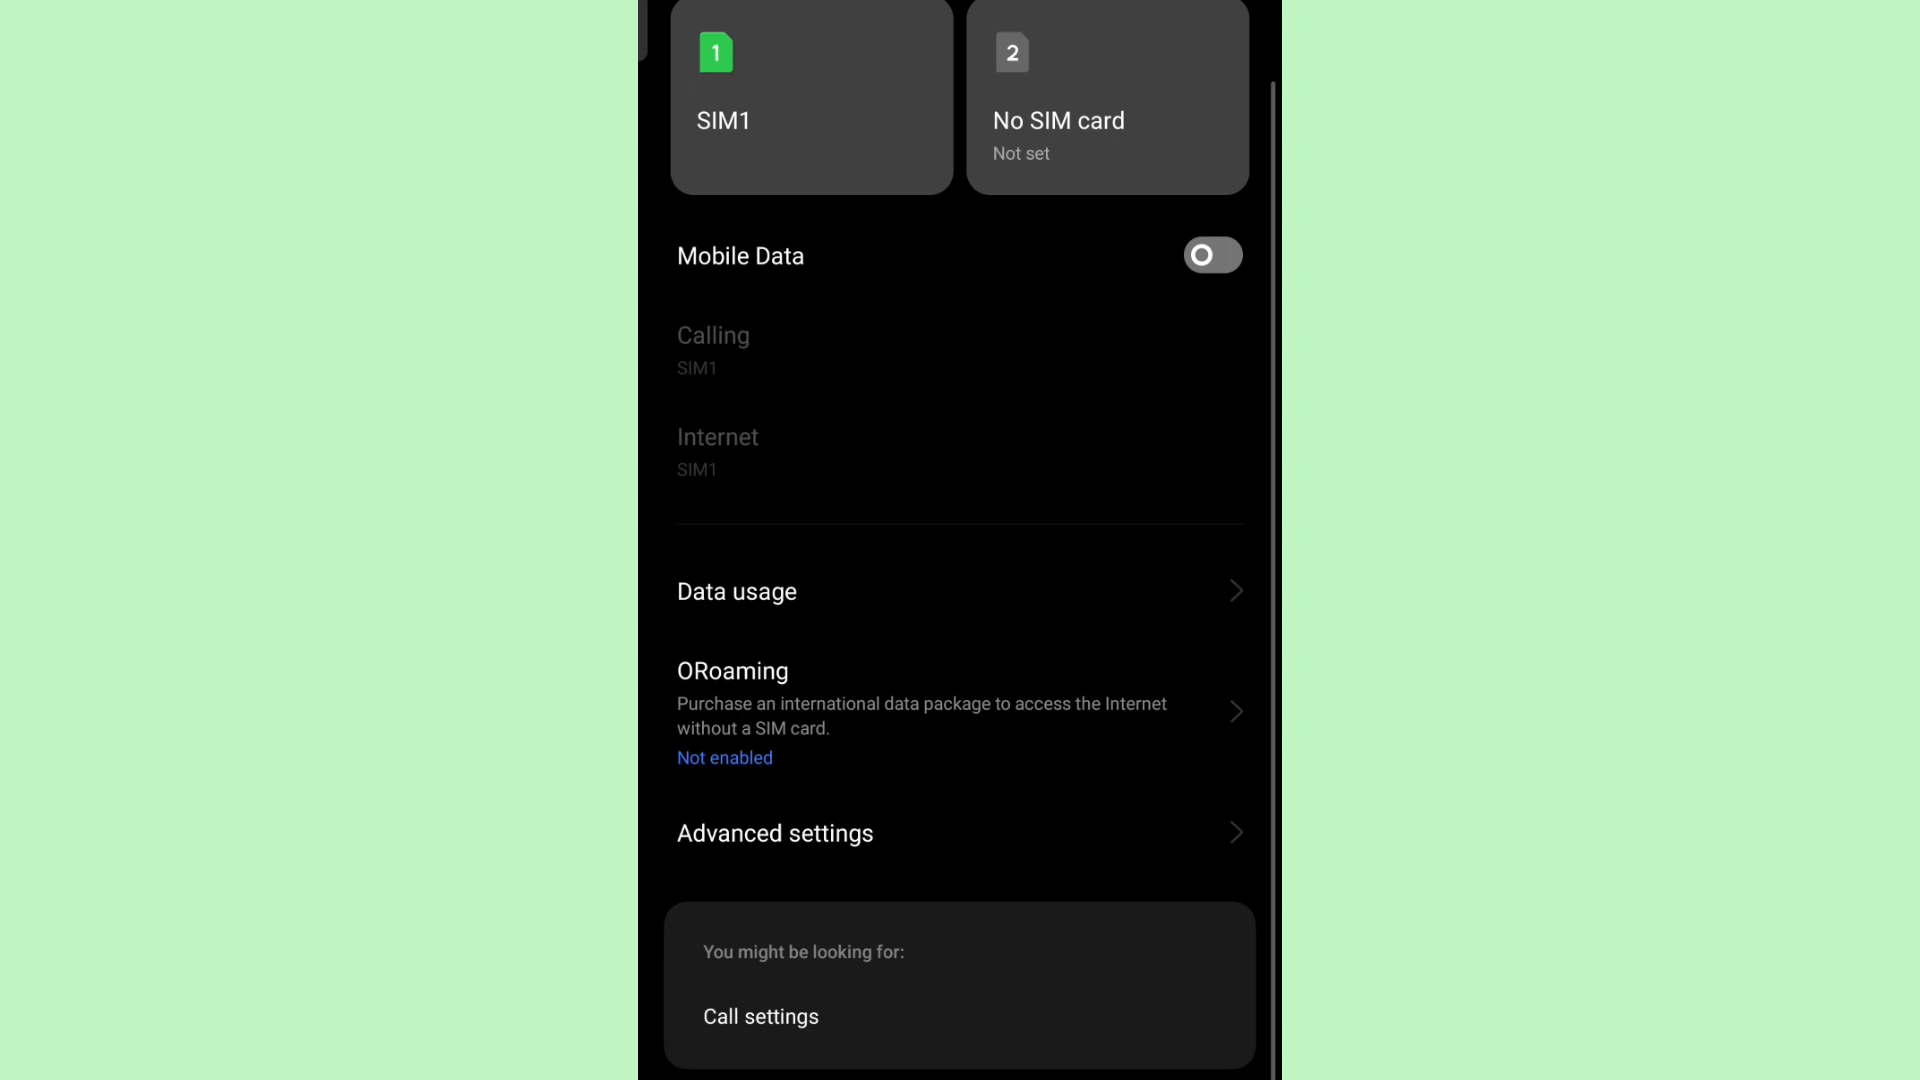 1
SIM1
2
No SIM card
Not set
Mobile Data
Calling
SIM1
Internet
SIM1
Data usage
ORoaming
Purchase an international data package to access the Internet
without a SIM card.
Not enabled
Advanced settings
You might be looking for:
Call settings